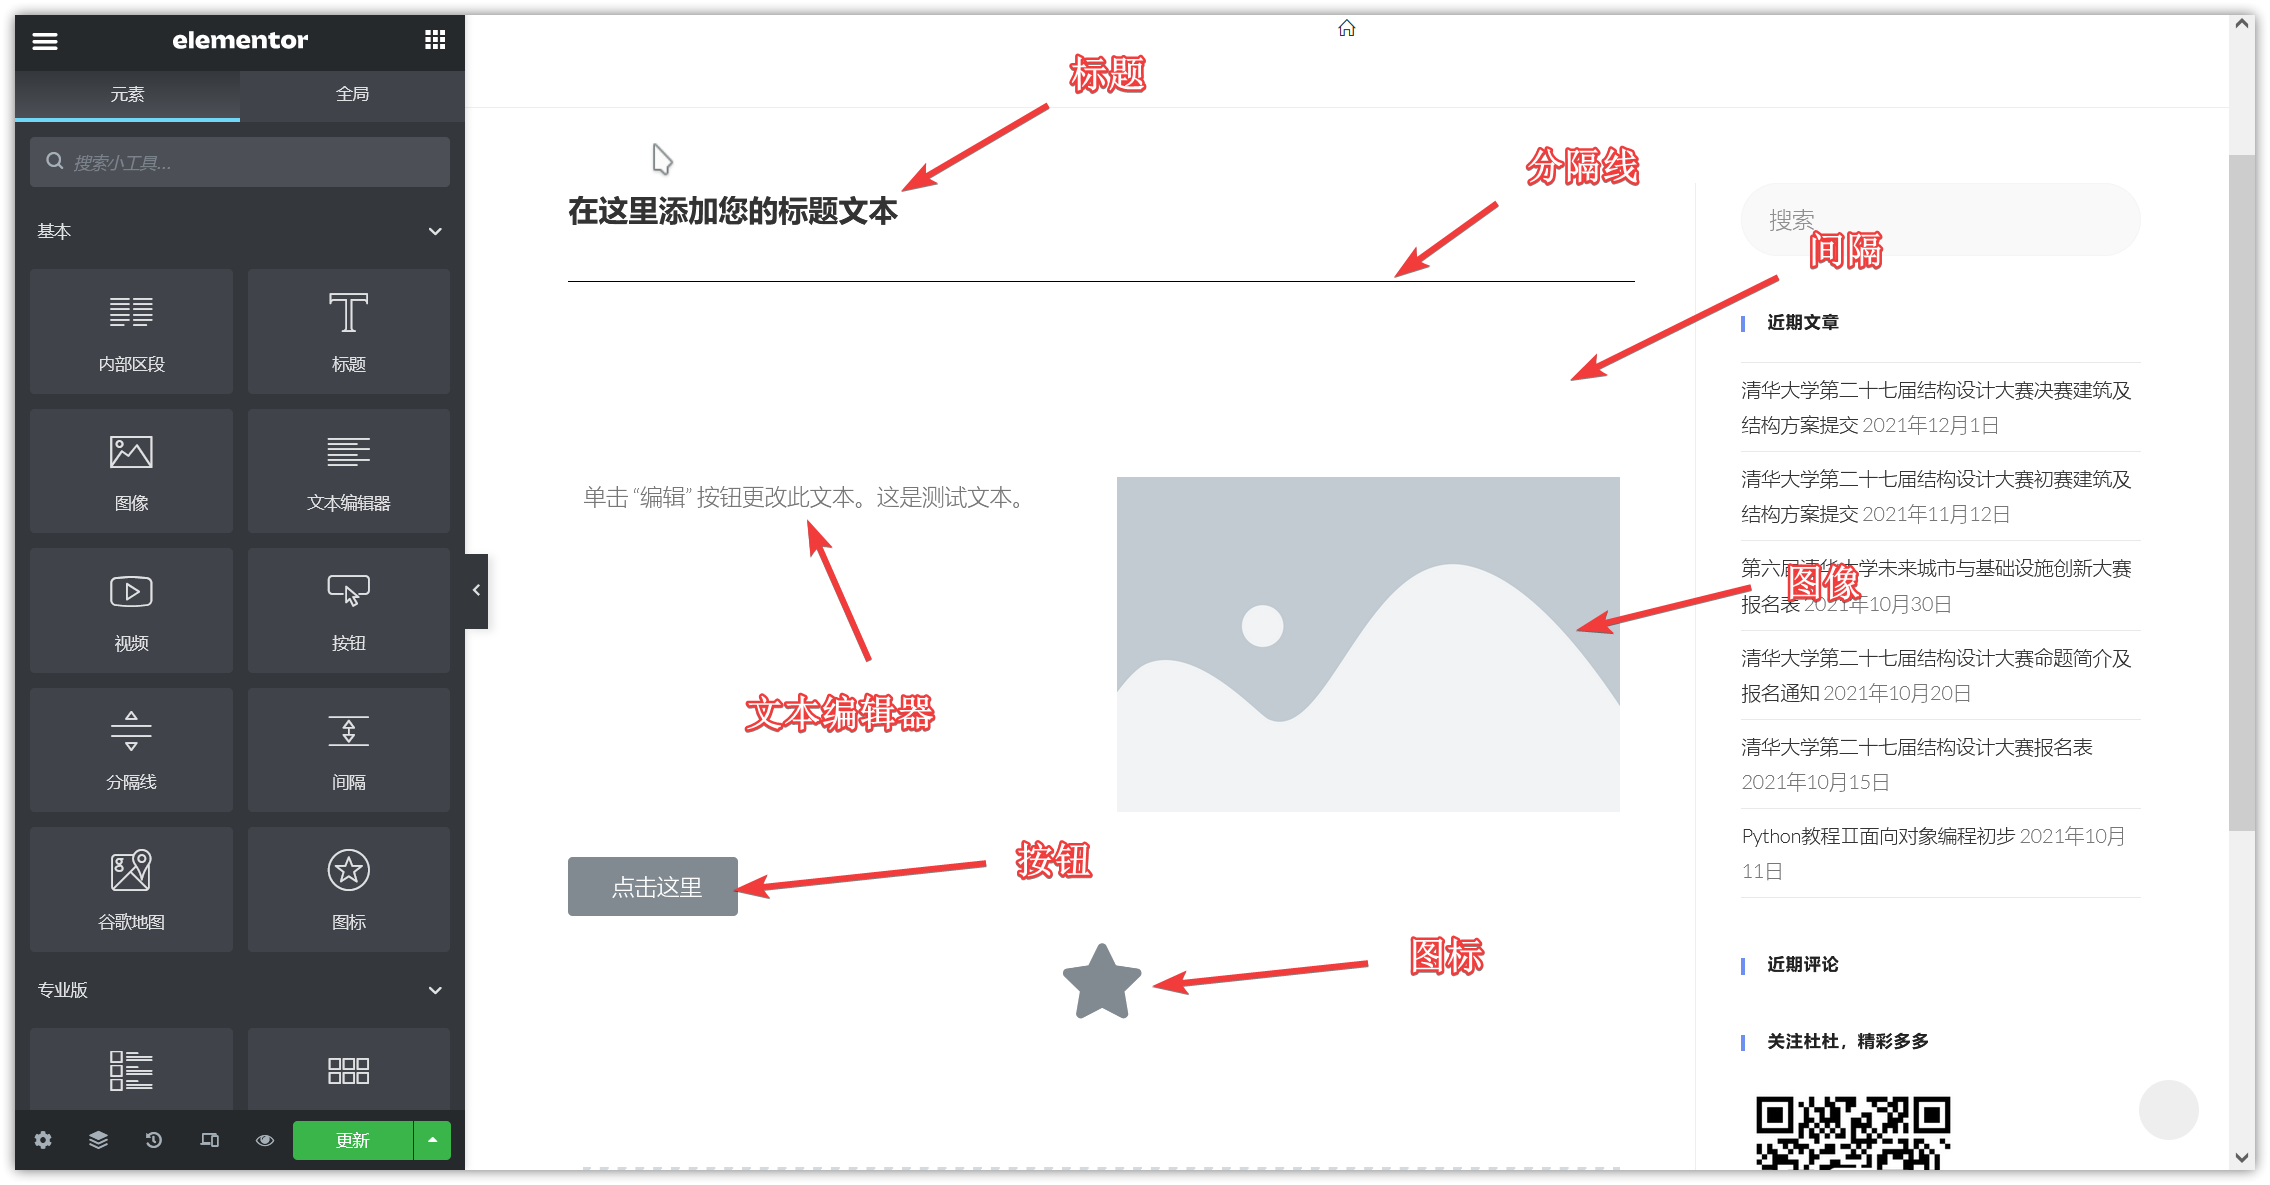 elementor
元素
全局
搜索小工具...
基本
内部区段
标题
图像
文本编辑器
视频
按钮
分隔线
间隔
谷歌地图
图标
专业版
更新
标题
在这里添加您的标题文本
分隔线
间隔
单击 “编辑” 按钮更改此文本。这是测试文本。
文本编辑器
图像
点击这里
按钮
图标
搜索
近期文章
清华大学第二十七届结构设计大赛决赛建筑及
结构方案提交 2021年12月1日
清华大学第二十七届结构设计大赛初赛建筑及
结构方案提交 2021年11月12日
第六届清华大学未来城市与基础设施创新大赛
报名表 2021年10月30日
清华大学第二十七届结构设计大赛命题简介及
报名通知 2021年10月20日
清华大学第二十七届结构设计大赛报名表
2021年10月15日
Python教程Ⅱ面向对象编程初步 2021年10月
11日
近期评论
关注杜杜，精彩多多